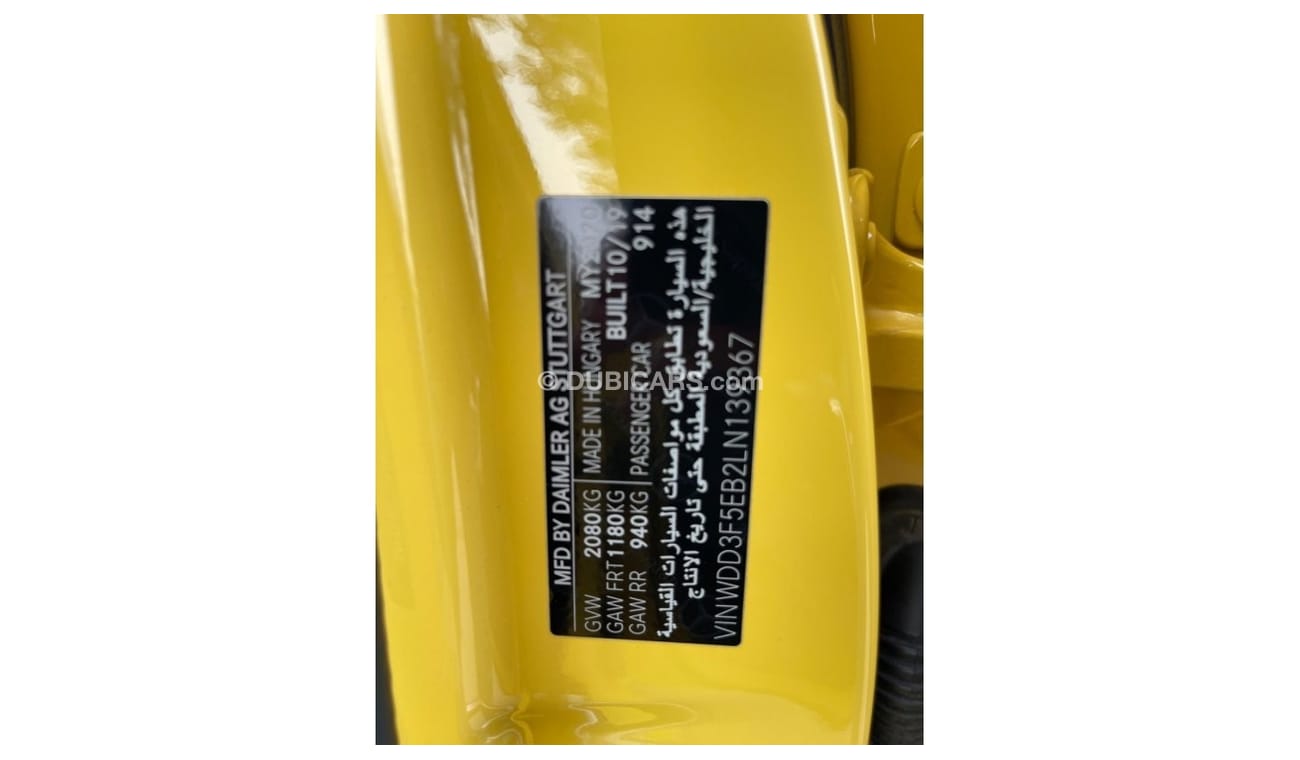 MFD BY DAIMLER AG STUTTGART
GVW 2080KG MADE IN HUNGARY MY2020
GAW FRT1180KG BUILT10/19
GAW RR 940KG PASSENGER CAR 914
هذه السيارة تطابق كل مواصفات السيارات القياسية
الخليجية/السعودية المطبقة حتى تاريخ الانتاج
VIN WDD3F5EB2LN139367
© DUBICARS.com